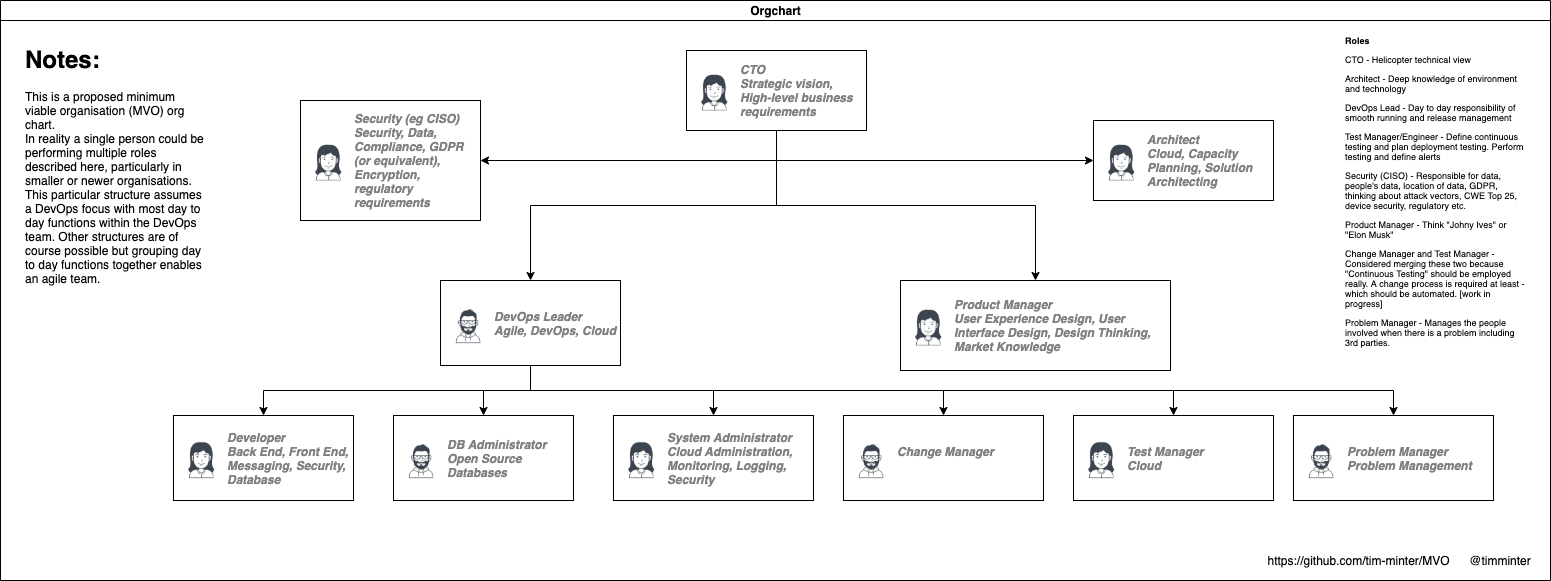 Orgchart
Notes:
This is a proposed minimum
viable organisation (MVO) org
chart.
In reality a single person could be
performing multiple roles
described here, particularly in
smaller or newer organisations.
This particular structure assumes
a DevOps focus with most day to
day functions within the DevOps
team. Other structures are of
course possible but grouping day
to day functions together enables
an agile team.
CTO
Strategic vision,
High-level business
requirements
Security (eg CISO)
Security, Data,
Compliance, GDPR
(or equivalent),
Encryption,
regulatory
requirements
Architect
Cloud, Capacity
Planning, Solution
Architecting
DevOps Leader
Agile, DevOps, Cloud
Product Manager
User Experience Design, User
Interface Design, Design Thinking,
Market Knowledge
Developer
Back End, Front End,
Messaging, Security,
Database
DB Administrator
Open Source
Databases
System Administrator
Cloud Administration,
Monitoring, Logging,
Security
Change Manager
Test Manager
Cloud
Problem Manager
Problem Management
Roles
CTO - Helicopter technical view
Architect - Deep knowledge of environment
and technology
DevOps Lead - Day to day responsibility of
smooth running and release management
Test Manager/Engineer - Define continuous
testing and plan deployment testing. Perform
testing and define alerts
Security (CISO) - Responsible for data,
people's data, location of data, GDPR,
thinking about attack vectors, CWE Top 25,
device security, regulatory etc.
Product Manager - Think "Johny Ives" or
"Elon Musk"
Change Manager and Test Manager -
Considered merging these two because
"Continuous Testing" should be employed
really. A change process is required at least -
which should be automated. [work in
progress]
Problem Manager - Manages the people
involved when there is a problem including
3rd parties.
https://github.com/tim-minter/MVO @timminter